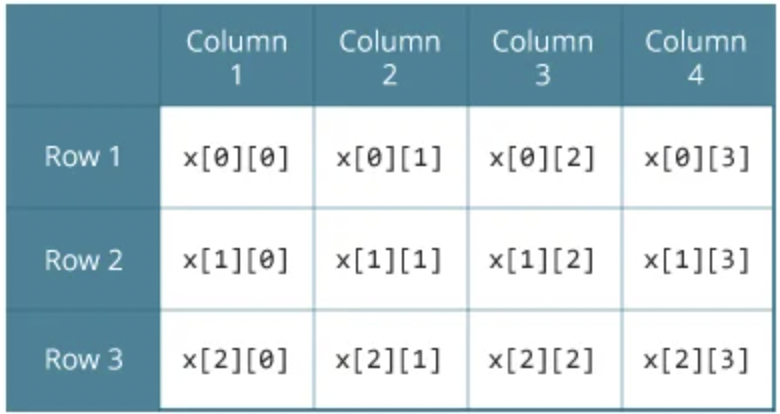 Column 1 Column 2 Column 3 Column 4
Row 1 x[0][0] x[0][1] x[0][2] x[0][3]
Row 2 x[1][0] x[1][1] x[1][2] x[1][3]
Row 3 x[2][0] x[2][1] x[2][2] x[2][3]